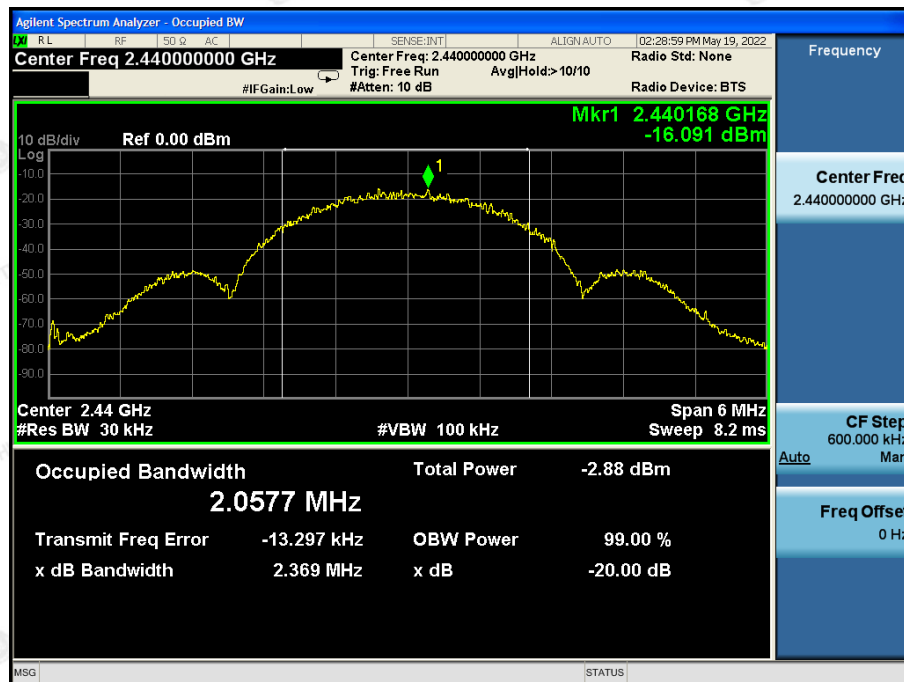 Agilent Spectrum Analyzer - Occupied BW
LXI RL RF 50 Ω AC SENSE:INT ALIGN AUTO 02:28:59 PM May 19, 2022
Center Freq 2.440000000 GHz
Center Freq: 2.440000000 GHz
Radio Std: None
Trig: Free Run Avg|Hold:>10/10
#IFGain:Low
#Atten: 10 dB
Radio Device: BTS
Mkr1 2.440168 GHz
-16.091 dBm
10 dB/div Ref 0.00 dBm
Log
1
-10.0
-20.0
-30.0
-40.0
-50.0
-60.0
-70.0
-80.0
-90.0
Center 2.44 GHz Span 6 MHz
#Res BW 30 kHz #VBW 100 kHz Sweep 8.2 ms
Occupied Bandwidth Total Power -2.88 dBm
2.0577 MHz
Transmit Freq Error -13.297 kHz OBW Power 99.00 %
x dB Bandwidth 2.369 MHz x dB -20.00 dB
MSG STATUS
Frequency
Center Freq
2.440000000 GHz
CF Step
600.000 kHz
Auto Man
Freq Offset
0 Hz